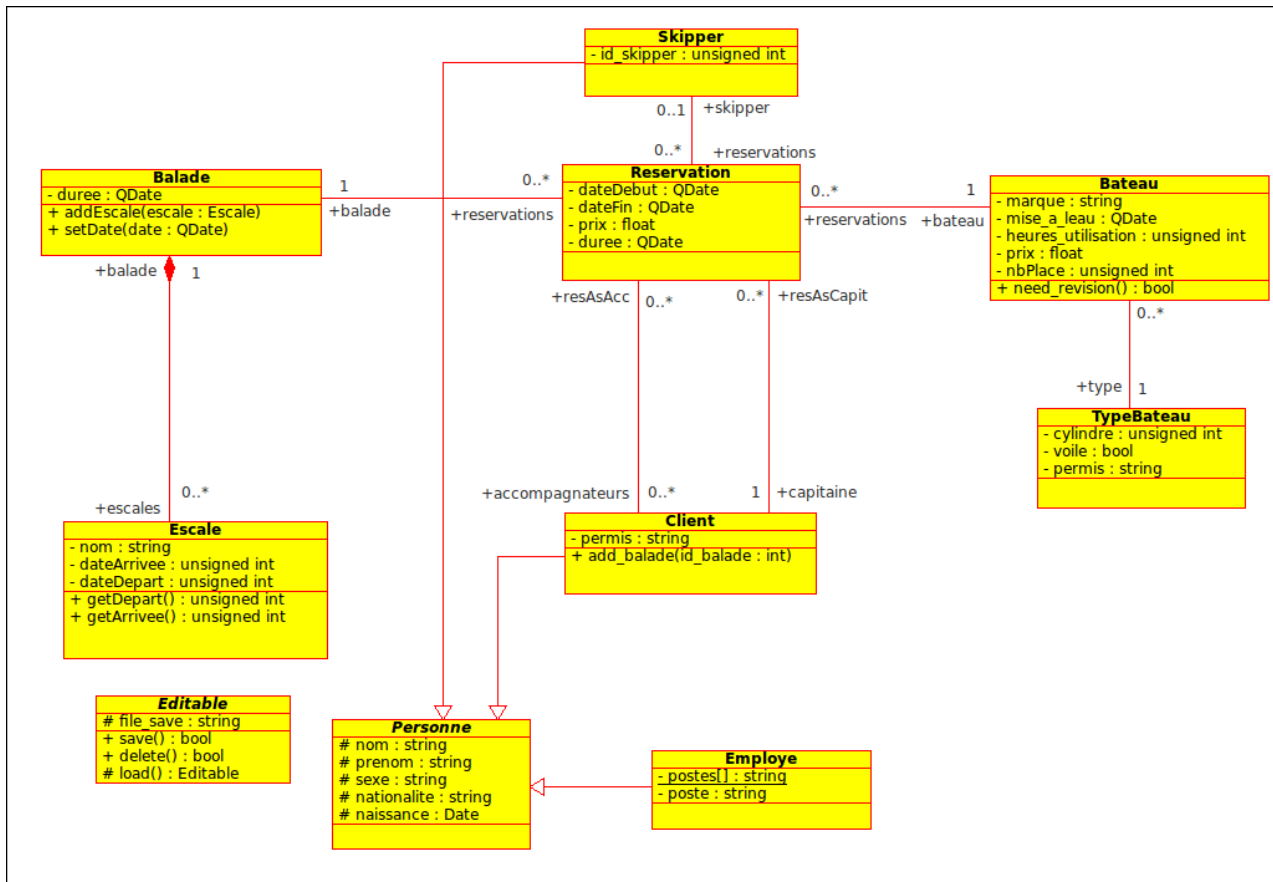 Skipper
- id_skipper : unsigned int
0..1
+skipper
0..*
+reservations
Balade
- duree : QDate
+ addEscale(escale : Escale)
+ setDate(date : QDate)
1
+balade
0..*
+reservations
Reservation
- dateDebut : QDate
- dateFin : QDate
- prix : float
- duree : QDate
0..*
+reservations
1
+bateau
Bateau
- marque : string
- mise_a_leau : QDate
- heures_utilisation : unsigned int
- prix : float
- nbPlace : unsigned int
+ need_revision() : bool
+balade
1
+resAsAcc
0..*
0..*
+resAsCapit
0..*
+type
1
TypeBateau
- cylindre : unsigned int
- voile : bool
- permis : string
0..*
+escales
+accompagnateurs
0..*
1
+capitaine
Escale
- nom : string
- dateArrivee : unsigned int
- dateDepart : unsigned int
+ getDepart() : unsigned int
+ getArrivee() : unsigned int
Client
- permis : string
+ add_balade(id_balade : int)
Editable
# file_save : string
+ save() : bool
+ delete() : bool
# load() : Editable
Personne
# nom : string
# prenom : string
# sexe : string
# nationalite : string
# naissance : Date
Employe
- postes[] : string
- poste : string